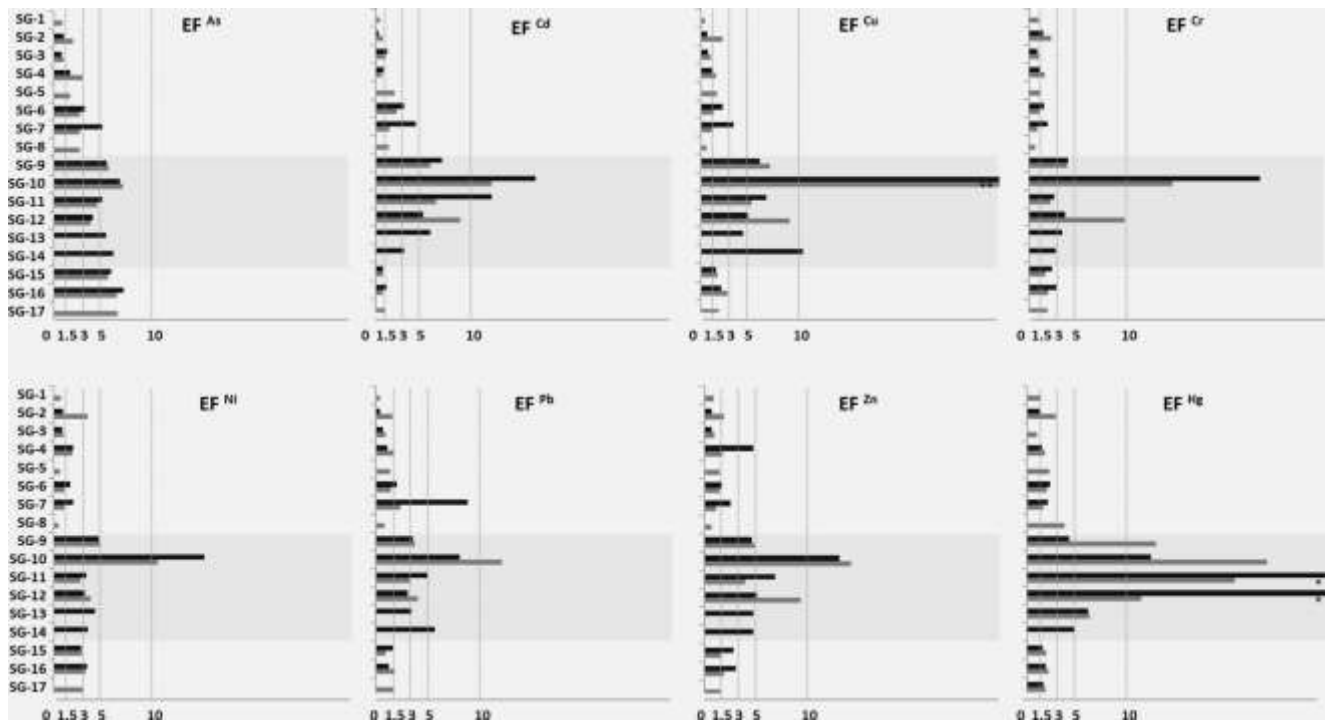 EF As
EF Cd
EF Cu
EF Cr
SG-1
SG-2
SG-3
SG-4
SG-5
SG-6
SG-7
SG-8
SG-9
SG-10
SG-11
SG-12
SG-13
SG-14
SG-15
SG-16
SG-17
0 1.5 3 5 10
0 1.5 3 5 10
0 1.5 3 5 10
0 1.5 3 5 10
EF Ni
EF Pb
EF Zn
EF Hg
SG-1
SG-2
SG-3
SG-4
SG-5
SG-6
SG-7
SG-8
SG-9
SG-10
SG-11
SG-12
SG-13
SG-14
SG-15
SG-16
SG-17
0 1.5 3 5 10
0 1.5 3 5 10
0 1.5 3 5 10
0 1.5 3 5 10